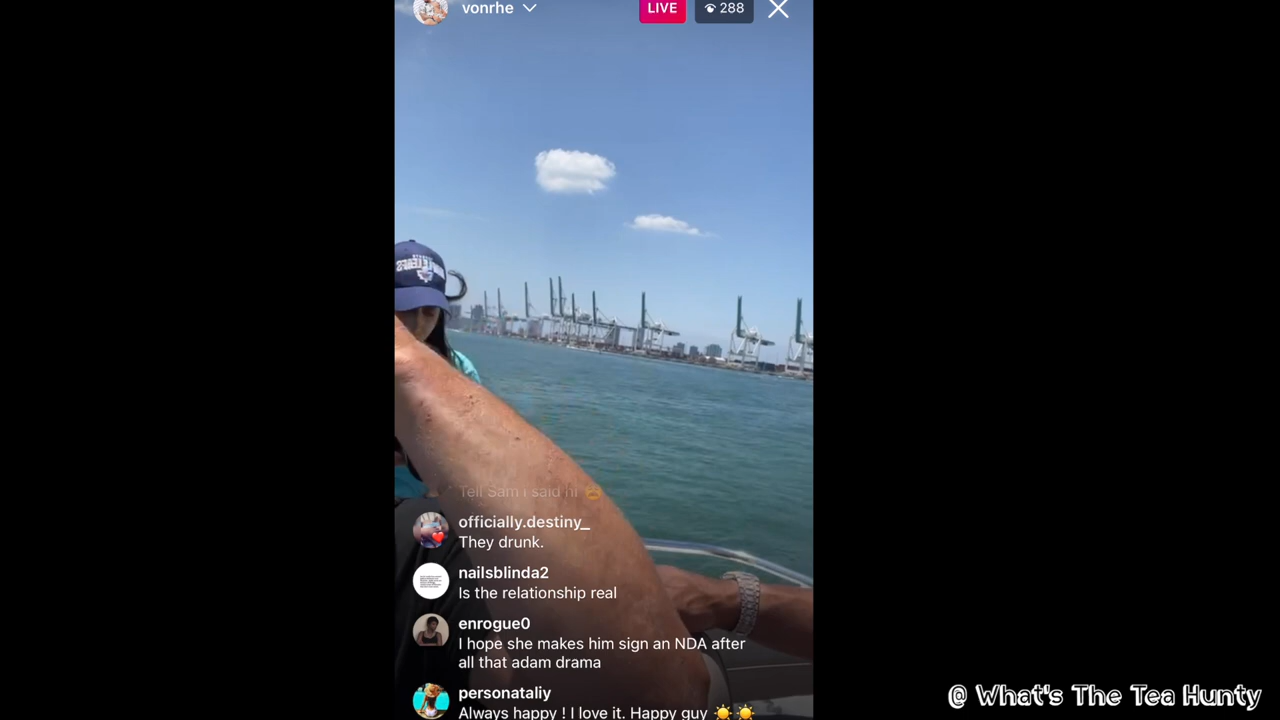 vonrhe
LIVE
288
Tell Sam I said hi
officially.destiny_
They drunk.
nailsblinda2
Is the relationship real
enrogue0
I hope she makes him sign an NDA after
all that adam drama
personataliy
Always happy ! I love it. Happy guy ☀️ ☀️
@ What's The Tea Hunty